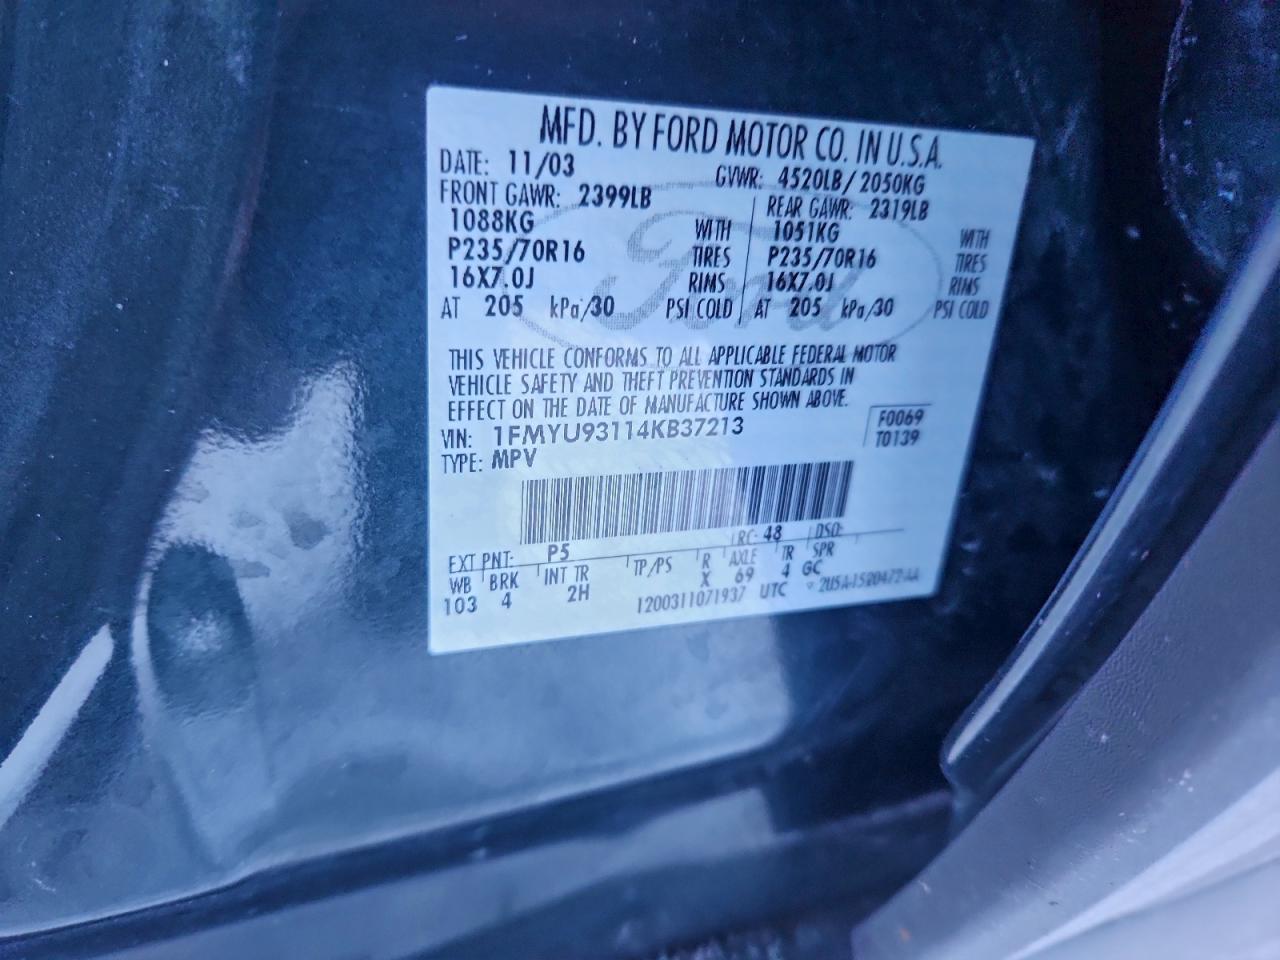 MFD. BY FORD MOTOR CO. IN U.S.A.
DATE: 11/03 GVWR: 4520LB/ 2050KG
FRONT GAWR: 2399LB REAR GAWR: 2319LB
1088KG WITH 1051KG WITH
P235/70R16 TIRES P235/70R16 TIRES
16X7.0J RIMS 16X7.0J RIMS
AT 205 kPa/30 PSI COLD AT 205 kPa/30 PSI COLD
Ford
THIS VEHICLE CONFORMS TO ALL APPLICABLE FEDERAL MOTOR
VEHICLE SAFETY AND THEFT PREVENTION STANDARDS IN
EFFECT ON THE DATE OF MANUFACTURE SHOWN ABOVE.
VIN: 1FMYU93114KB37213 F0069
TYPE: MPV T0139
EXT PNT: P5 RC: 48 DSO:
WB BRK INT TR TP/PS R AXLE TR SPR
103 4 2H X 69 4 GC
1200311071937 UTC